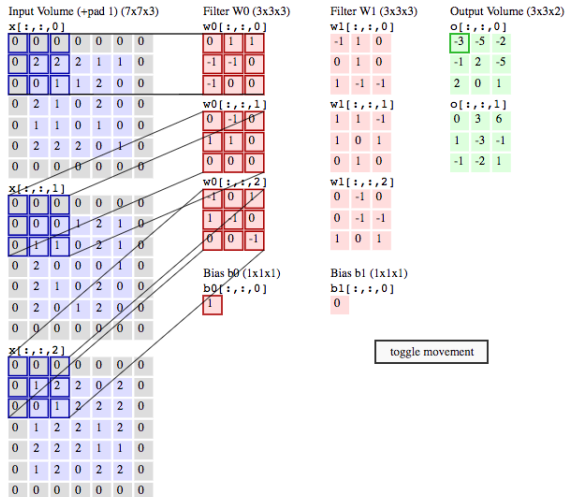 Input Volume (+pad 1) (7x7x3)
x[:,:,0]
0 0 0 0 0 0 0
0 2 2 2 1 1 0
0 0 1 1 2 0 0
0 2 1 0 2 0 0
0 1 1 0 1 0 0
0 2 2 2 0 1 0
0 0 0 0 0 0 0
x[:,:,1]
0 0 0 0 0 0 0
0 0 0 1 2 1 0
0 1 1 0 2 1 0
0 2 0 0 0 1 0
0 2 1 0 2 0 0
0 2 0 1 2 0 0
0 0 0 0 0 0 0
x[:,:,2]
0 0 0 0 0 0 0
0 1 2 2 0 2 0
0 0 1 2 2 2 0
0 1 2 1 2 2 0
0 2 2 2 1 1 0
0 1 2 0 2 2 0
0 0 0 0 0 0 0
Filter W0 (3x3x3)
w0[:,:,0]
0 1 1
-1 -1 0
-1 0 0
w0[:,:,1]
0 -1 0
1 1 0
0 0 0
w0[:,:,2]
-1 0 1
1 -1 0
0 0 -1
Bias b0 (1x1x1)
b0[:,:,0]
1
Filter W1 (3x3x3)
w1[:,:,0]
-1 1 0
0 1 0
1 -1 -1
w1[:,:,1]
1 1 -1
1 0 1
0 1 0
w1[:,:,2]
0 -1 0
0 -1 -1
1 0 1
Bias b1 (1x1x1)
b1[:,:,0]
0
Output Volume (3x3x2)
o[:,:,0]
-3 -5 -2
-1 2 -5
2 0 1
o[:,:,1]
0 3 6
1 -3 -1
-1 -2 1
toggle movement